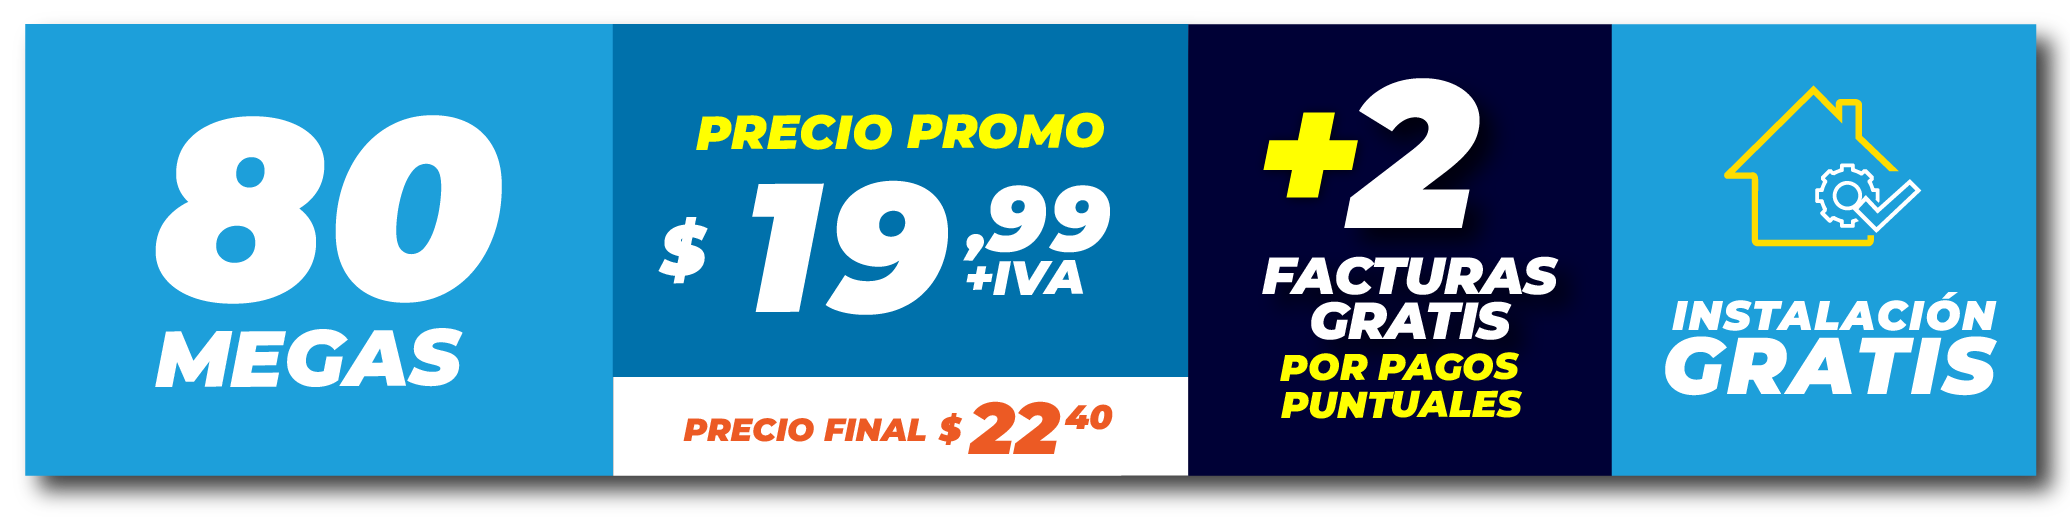 80
MEGAS
PRECIO PROMO
$ 19,99
+IVA
PRECIO FINAL $ 22 40
+2
FACTURAS
GRATIS
POR PAGOS
PUNTUALES
INSTALACIÓN
GRATIS